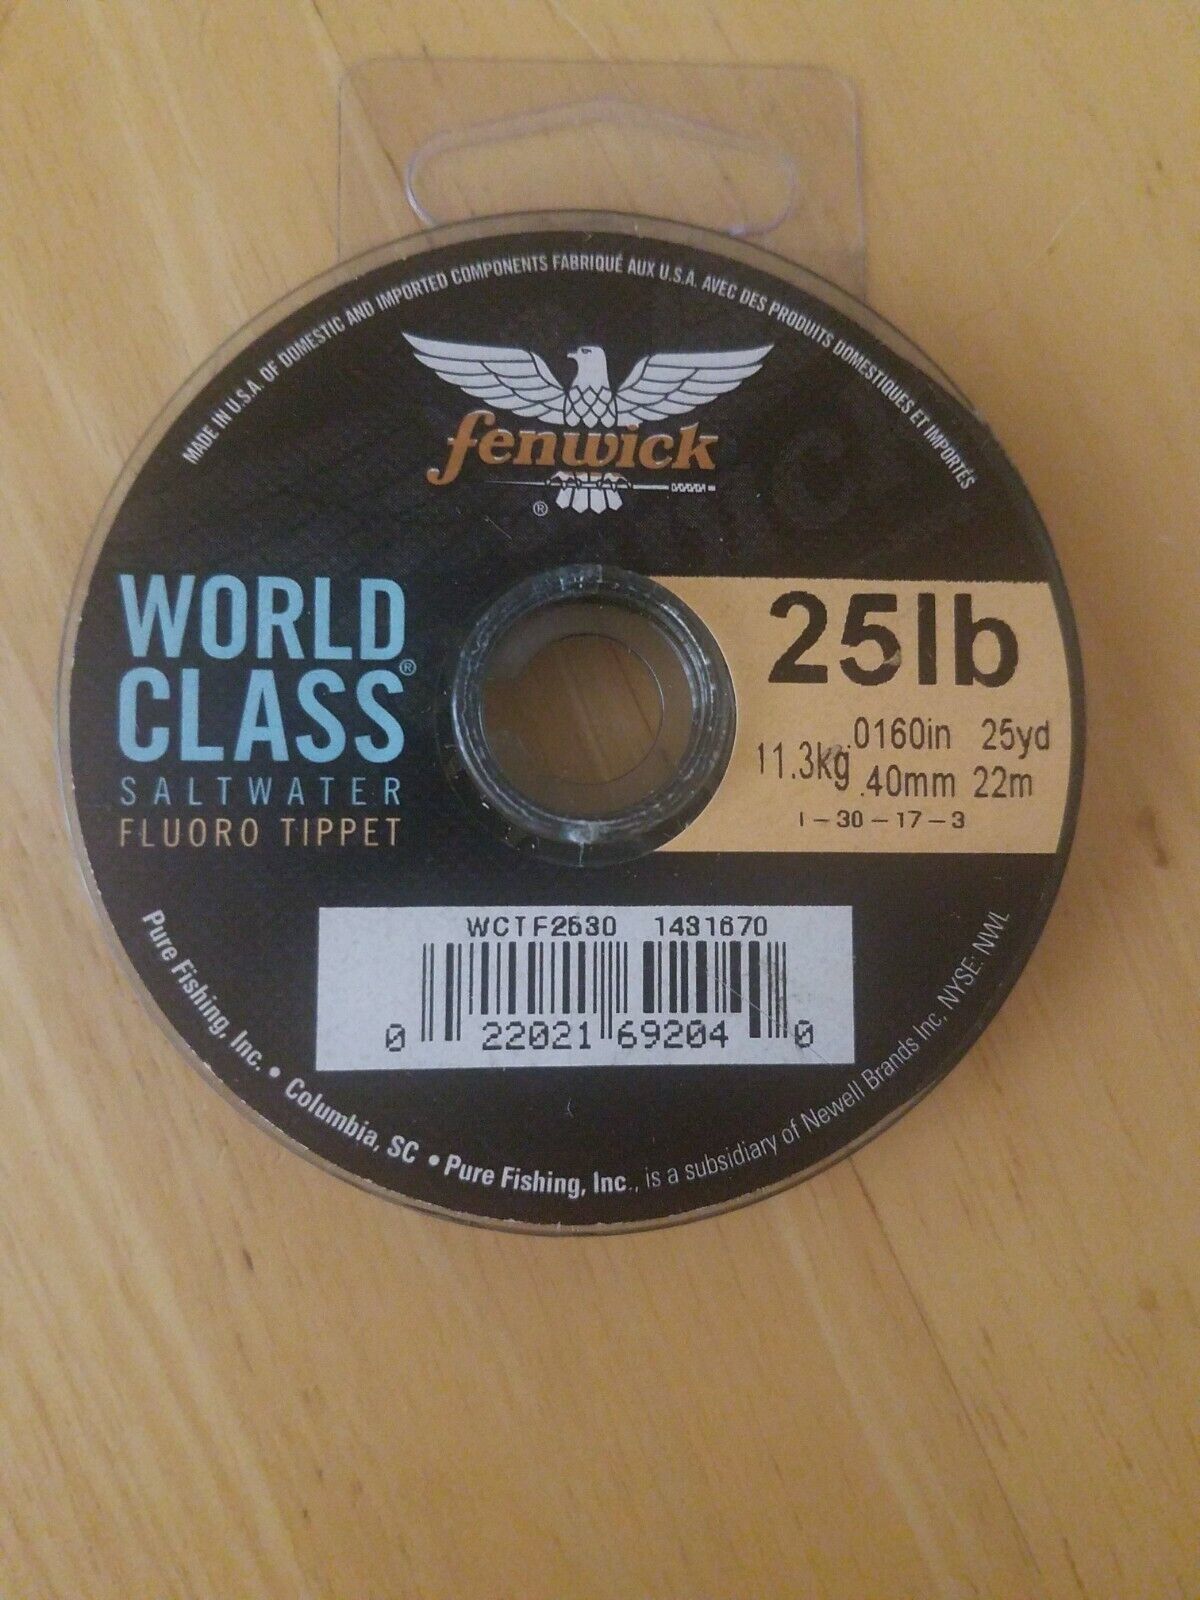 MADE IN U.S.A. OF DOMESTIC AND IMPORTED COMPONENTS FABRIQUÉ AUX U.S.A. AVEC DES PRODUITS DOMESTIQUES ET IMPORTÉS
fenwick
®
WORLD
CLASS®
SALTWATER
FLUORO TIPPET
25lb
11.3kg .0160in 25yd
.40mm 22m
1-30-17-3
WCTF2530 1431670
0 22021 69204 0
Pure Fishing, Inc. • Columbia, SC • Pure Fishing, Inc., is a subsidiary of Newell Brands Inc, NYSE: NWL